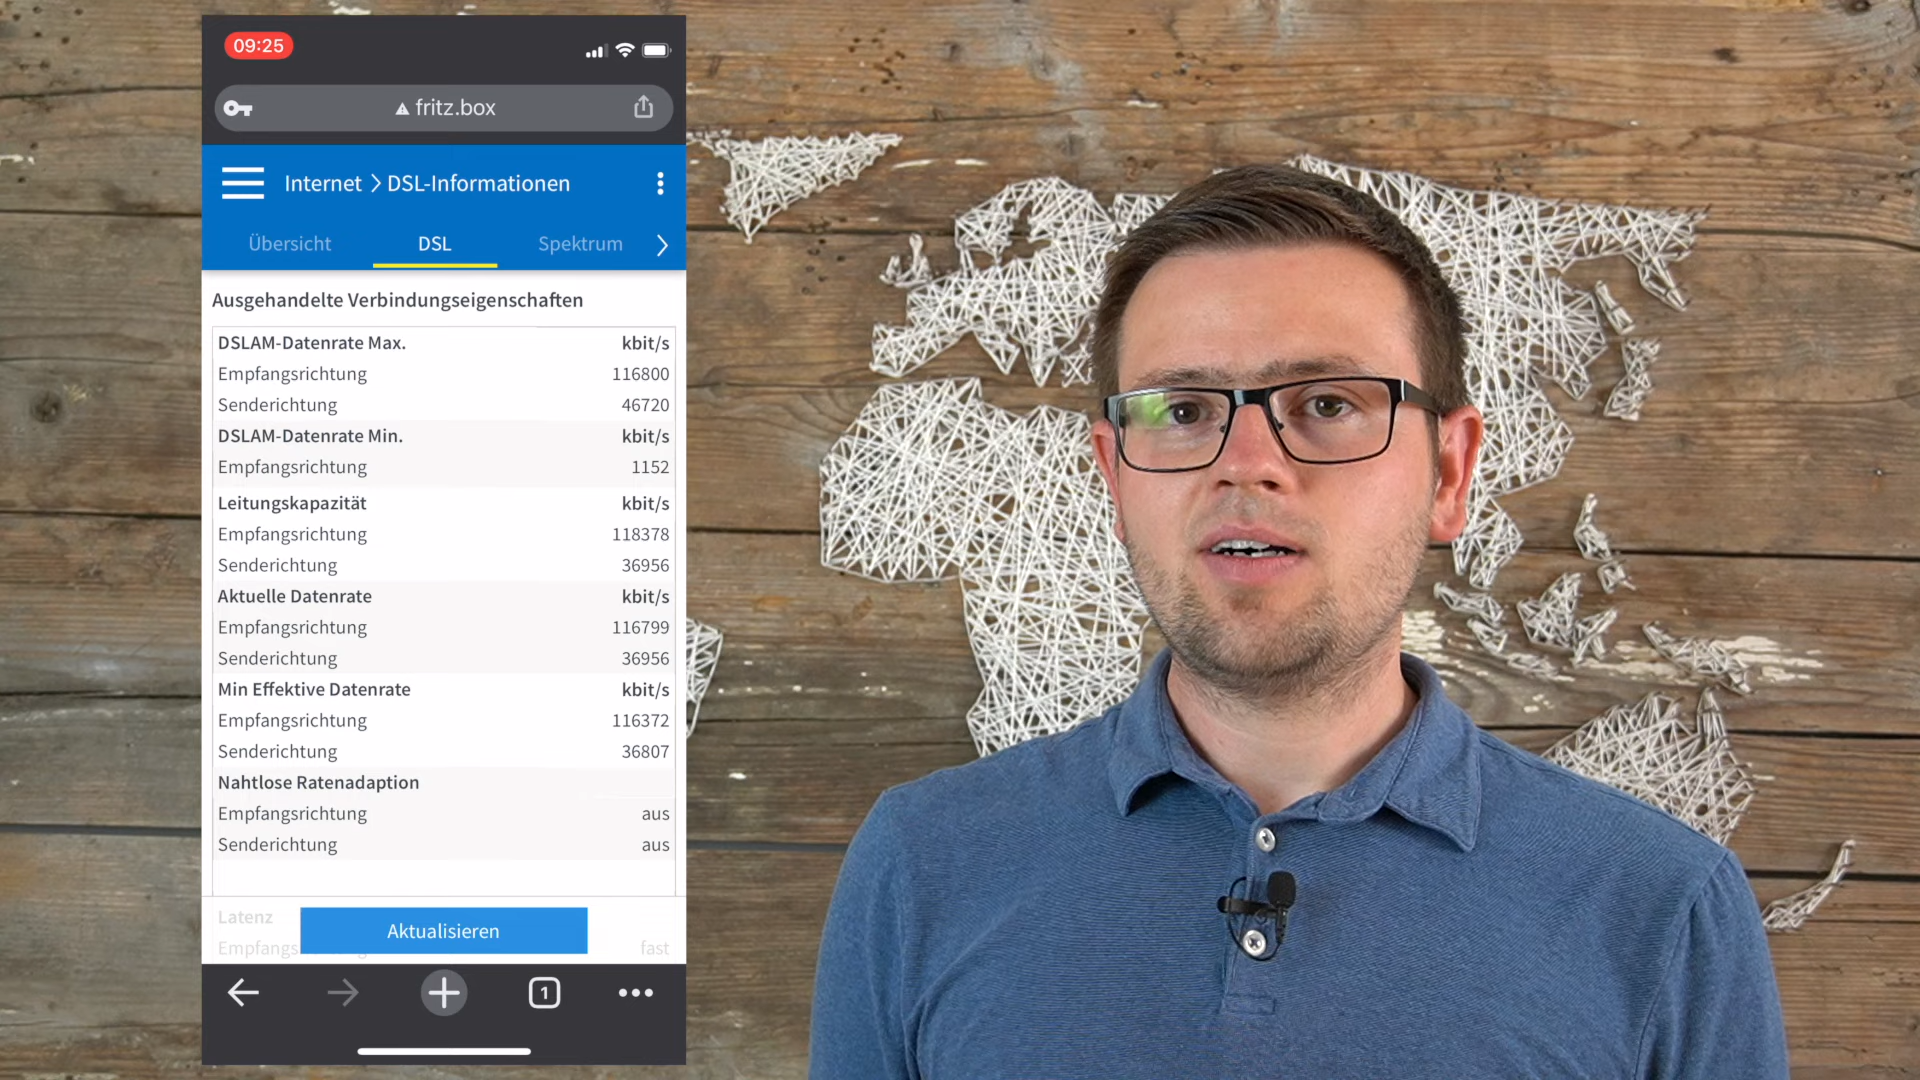 09:25
fritz.box
Internet > DSL-Informationen
Übersicht DSL Spektrum
Ausgehandelte Verbindungseigenschaften
DSLAM-Datenrate Max. kbit/s
Empfangsrichtung 116800
Senderichtung 46720
DSLAM-Datenrate Min. kbit/s
Empfangsrichtung 1152
Leitungskapazität kbit/s
Empfangsrichtung 118378
Senderichtung 36956
Aktuelle Datenrate kbit/s
Empfangsrichtung 116799
Senderichtung 36956
Min Effektive Datenrate kbit/s
Empfangsrichtung 116372
Senderichtung 36807
Nahtlose Ratenadaption
Empfangsrichtung aus
Senderichtung aus
Latenz
Aktualisieren
Empfangs fast
1